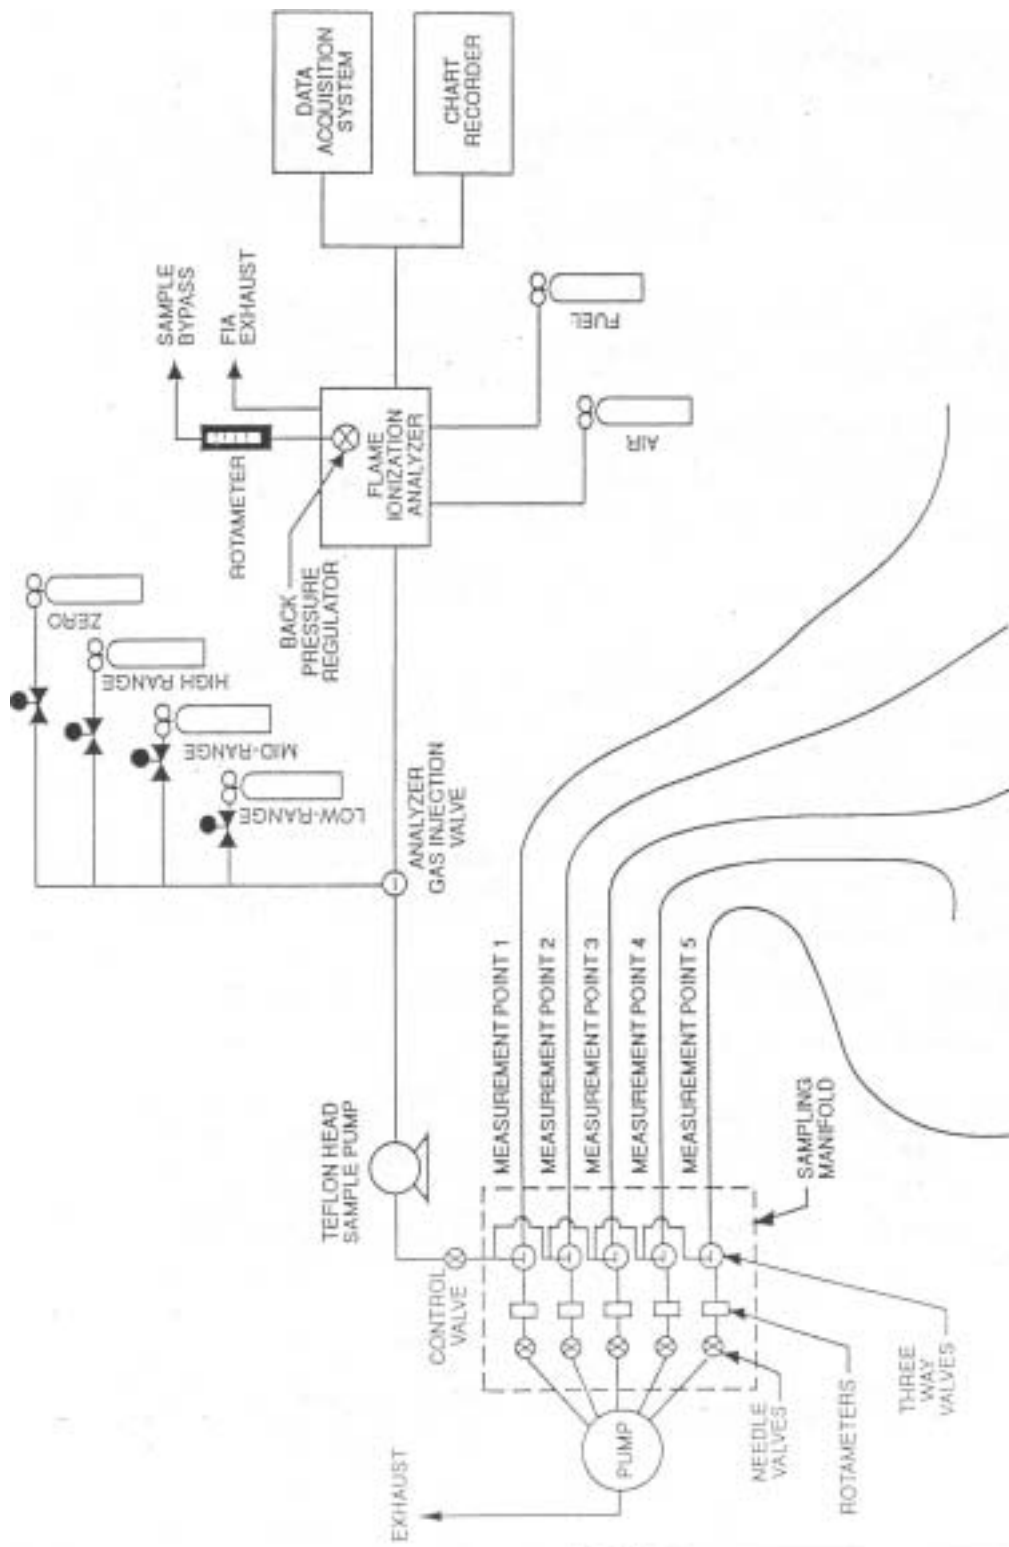 DATA
ACQUISITION
SYSTEM
CHART
RECORDER
SAMPLE
BYPASS
FIA
EXHAUST
ROTAMETER
FLAME
IONIZATION
ANALYZER
BACK
PRESSURE
REGULATOR
FUEL
AIR
ZERO
HIGH RANGE
MID-RANGE
LOW-RANGE
ANALYZER
GAS INJECTION
VALVE
TEFLON HEAD
SAMPLE PUMP
MEASUREMENT POINT 1
MEASUREMENT POINT 2
MEASUREMENT POINT 3
MEASUREMENT POINT 4
MEASUREMENT POINT 5
SAMPLING
MANIFOLD
CONTROL
VALVE
THREE
WAY
VALVES
ROTAMETERS
NEEDLE
VALVES
PUMP
EXHAUST